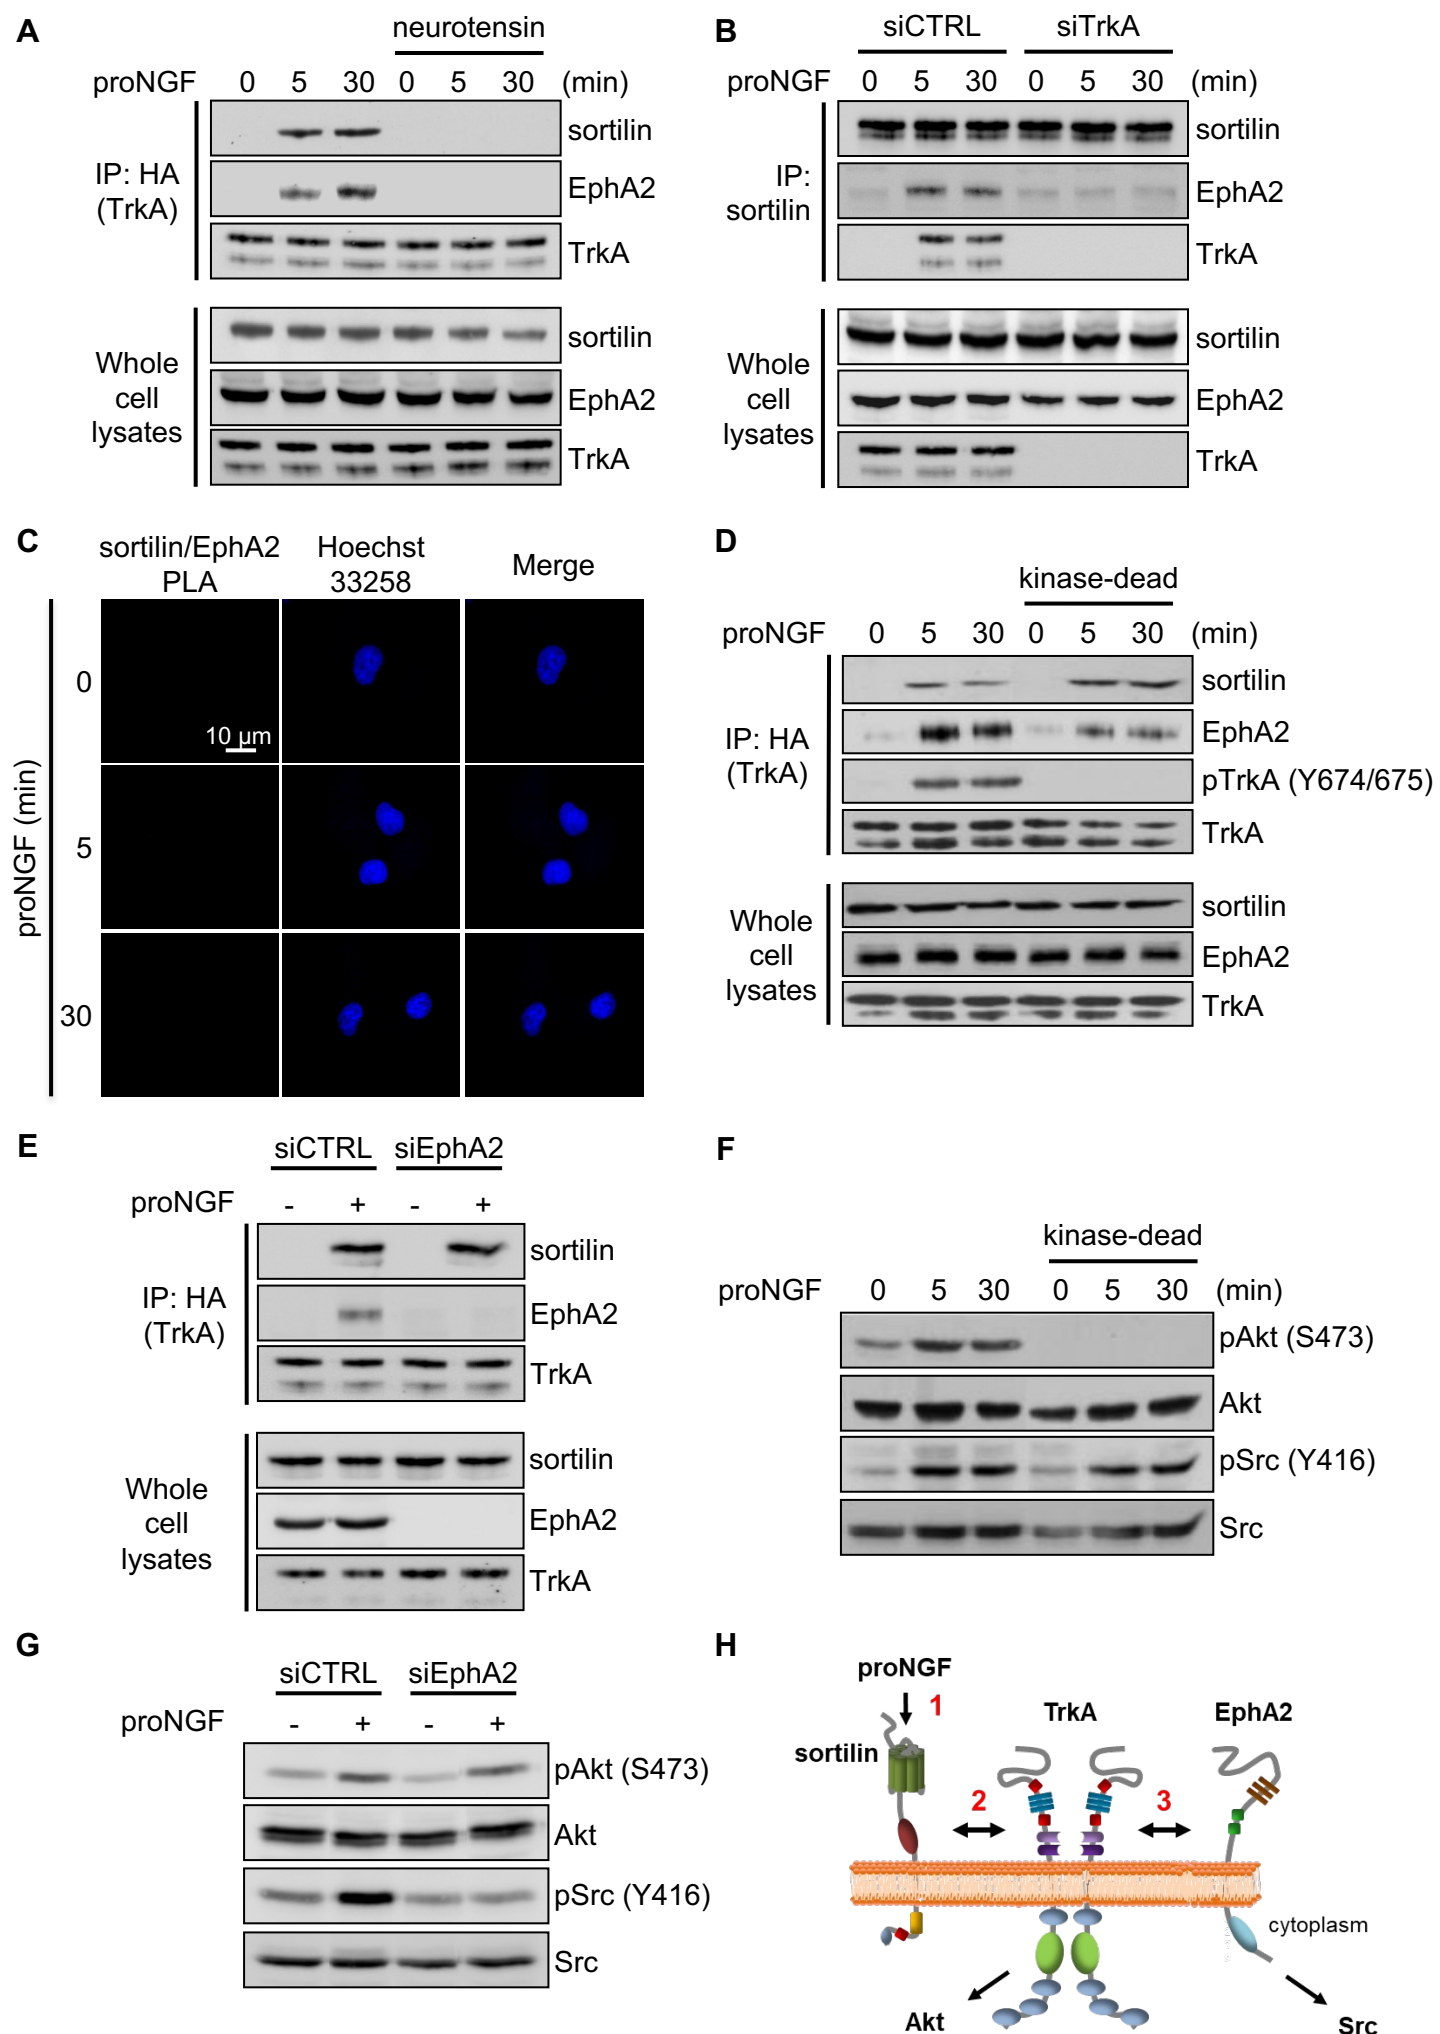 A
neurotensin
proNGF 0 5 30 0 5 30 (min)
IP: HA
(TrkA)
sortilin
EphA2
TrkA
Whole
cell
lysates
sortilin
EphA2
TrkA
B
siCTRL siTrkA
proNGF 0 5 30 0 5 30 (min)
IP:
sortilin
sortilin
EphA2
TrkA
Whole
cell
lysates
sortilin
EphA2
TrkA
C
sortilin/EphA2
PLA
Hoechst
33258
Merge
proNGF (min)
0
10 µm
5
30
D
kinase-dead
proNGF 0 5 30 0 5 30 (min)
IP: HA
(TrkA)
sortilin
EphA2
pTrkA (Y674/675)
TrkA
Whole
cell
lysates
sortilin
EphA2
TrkA
E
siCTRL siEphA2
proNGF - + - +
IP: HA
(TrkA)
sortilin
EphA2
TrkA
Whole
cell
lysates
sortilin
EphA2
TrkA
F
kinase-dead
proNGF 0 5 30 0 5 30 (min)
pAkt (S473)
Akt
pSrc (Y416)
Src
G
siCTRL siEphA2
proNGF - + - +
pAkt (S473)
Akt
pSrc (Y416)
Src
H
proNGF
1
sortilin
TrkA
EphA2
2
3
cytoplasm
Akt
Src